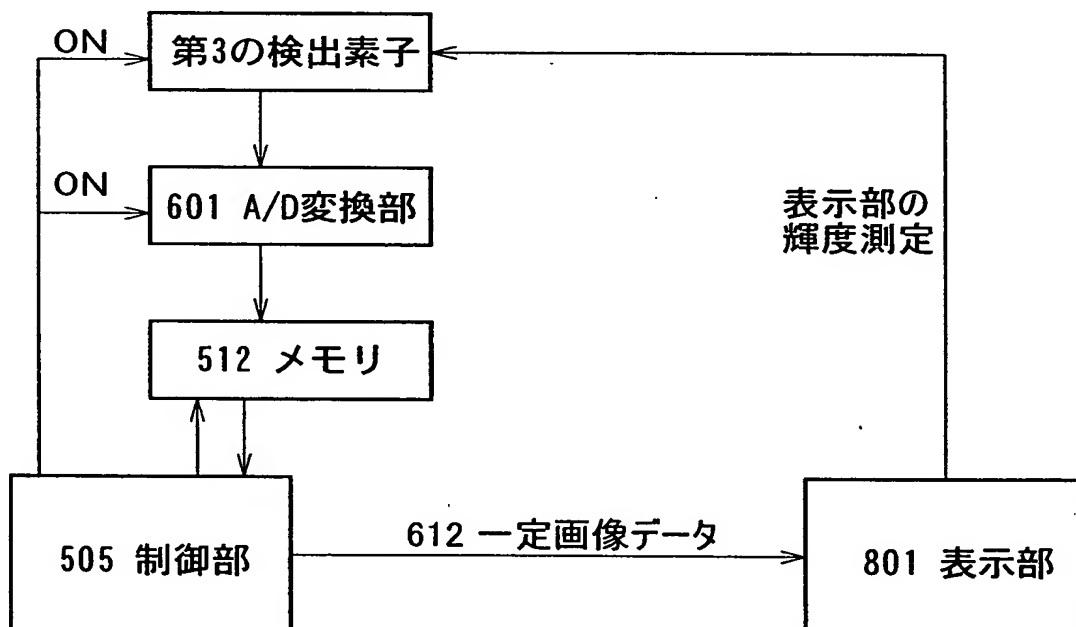 ON
第3の検出素子
ON
601 A/D変換部
表示部の
輝度測定
512 メモリ
505 制御部
612 一定画像データ
801 表示部